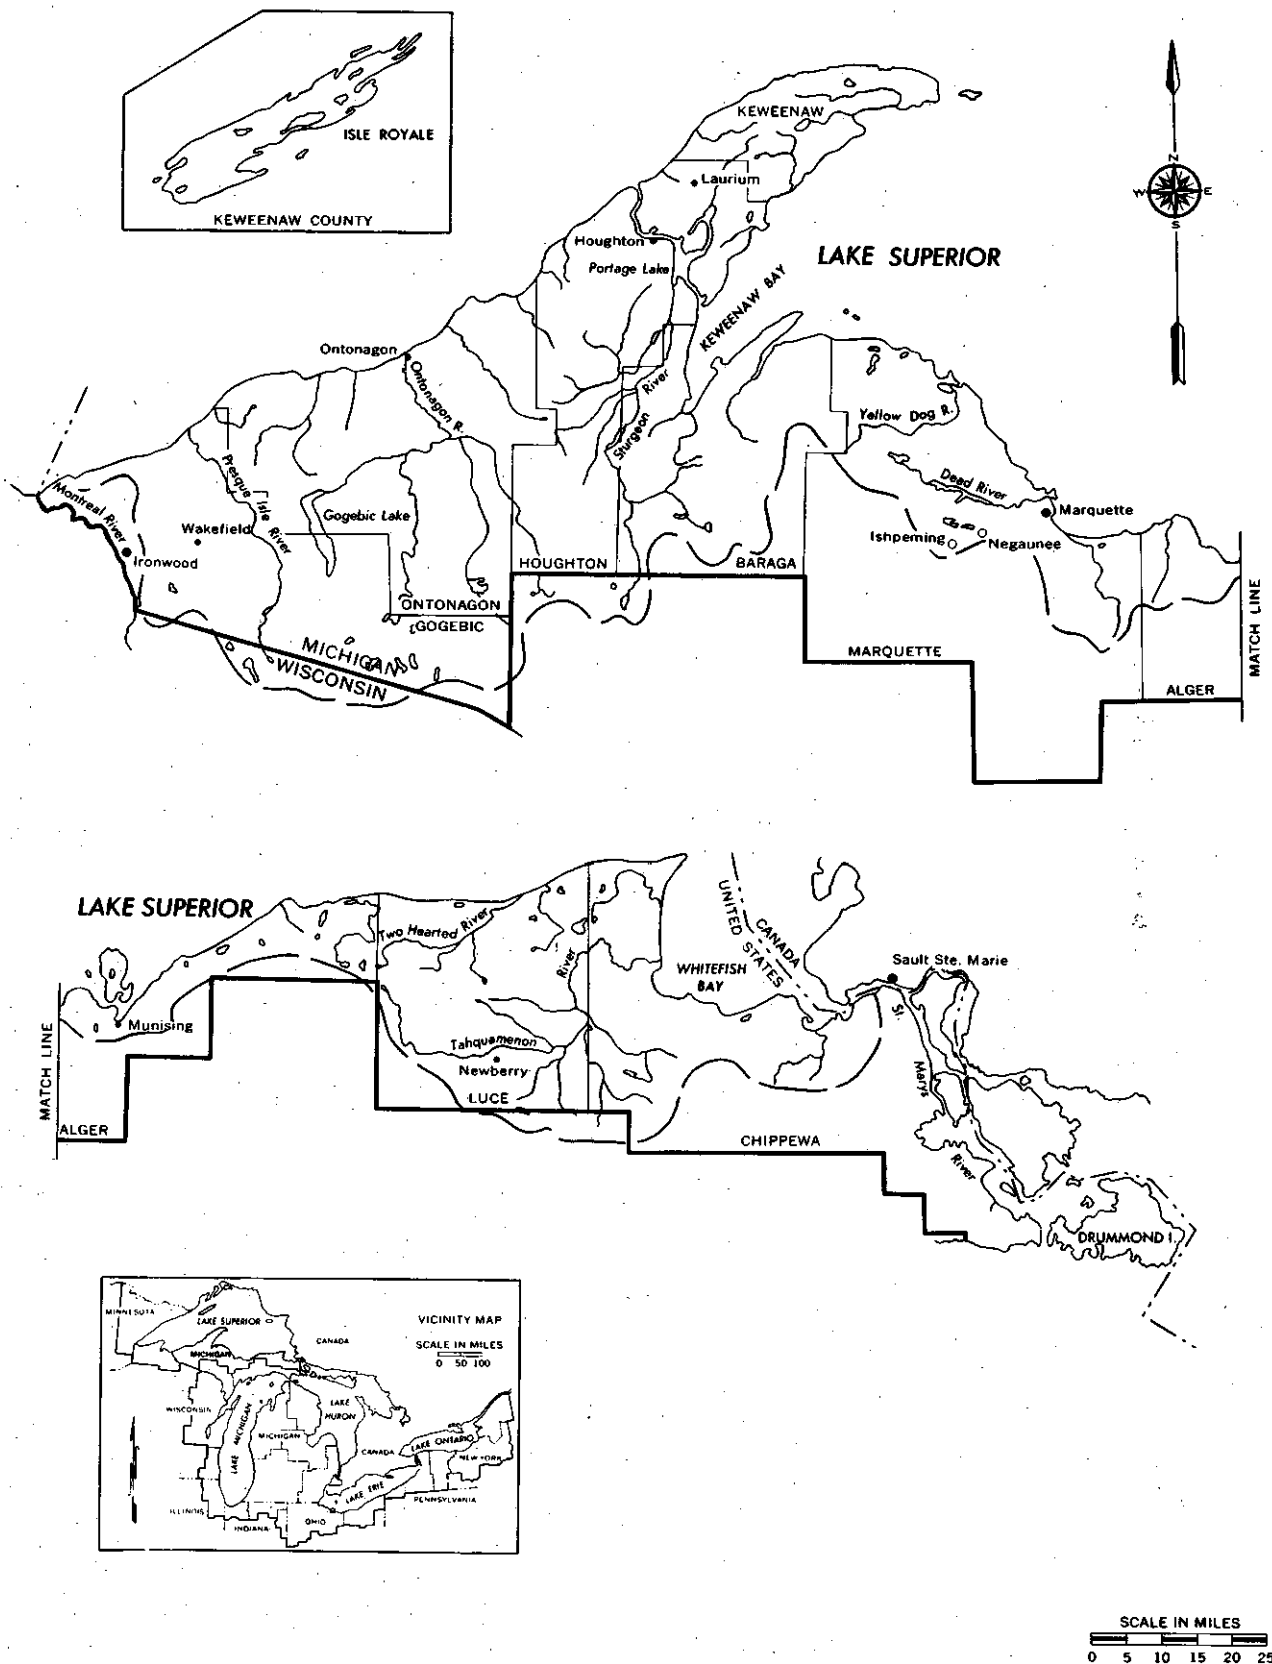 ISLE ROYALE
KEWEENAW COUNTY
KEWEENAW
Laurium
Houghton
Portage Lake
LAKE SUPERIOR
KEWEENAW BAY
N
W E
S
Ontonagon
Ontonagon R.
Sturgeon River
Yellow Dog R.
Dead River
Marquette
Ishpeming
Negaunee
Montreal River
Presque Isle River
Gogebic Lake
Wakefield
Ironwood
HOUGHTON
BARAGA
ONTONAGON
GOGEBIC
MICHIGAN
WISCONSIN
MARQUETTE
ALGER
MATCH LINE
LAKE SUPERIOR
Two Hearted River
River
UNITED STATES
CANADA
WHITEFISH
BAY
Sault Ste. Marie
St. Marys River
Munising
Tahquamenon
Newberry
LUCE
MATCH LINE
ALGER
CHIPPEWA
DRUMMOND I.
VICINITY MAP
SCALE IN MILES
0 50 100
MINNESOTA
LAKE SUPERIOR
CANADA
MICHIGAN
WISCONSIN
LAKE MICHIGAN
MICHIGAN
LAKE
HURON
CANADA
LAKE ONTARIO
NEW YORK
LAKE ERIE
PENNSYLVANIA
ILLINOIS
INDIANA
OHIO
SCALE IN MILES
0 5 10 15 20 25